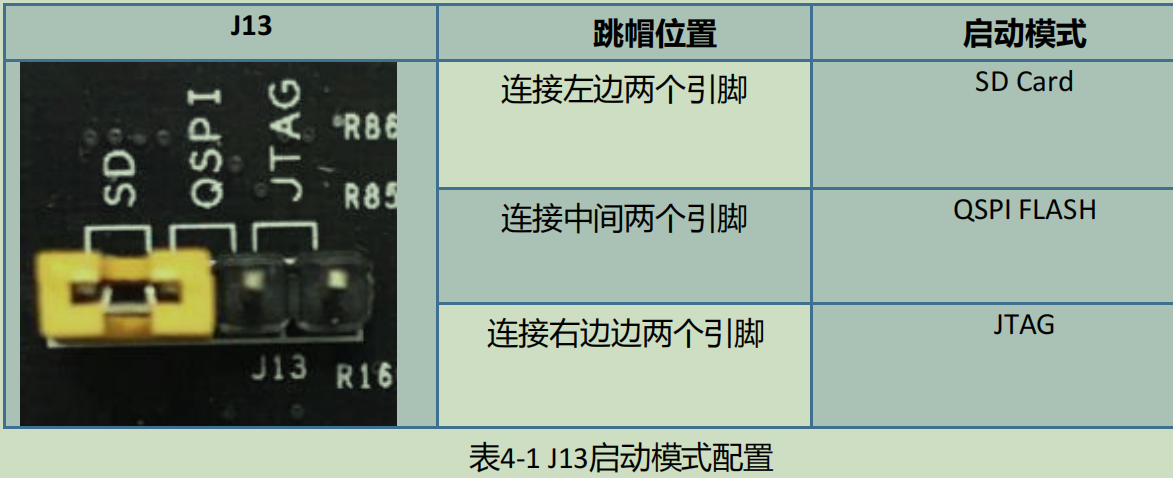 J13 跳帽位置 启动模式
SD QSPI JTAG
R86
R85
J13
R16
连接左边两个引脚 SD Card
连接中间两个引脚 QSPI FLASH
连接右边边两个引脚 JTAG
表4-1 J13启动模式配置